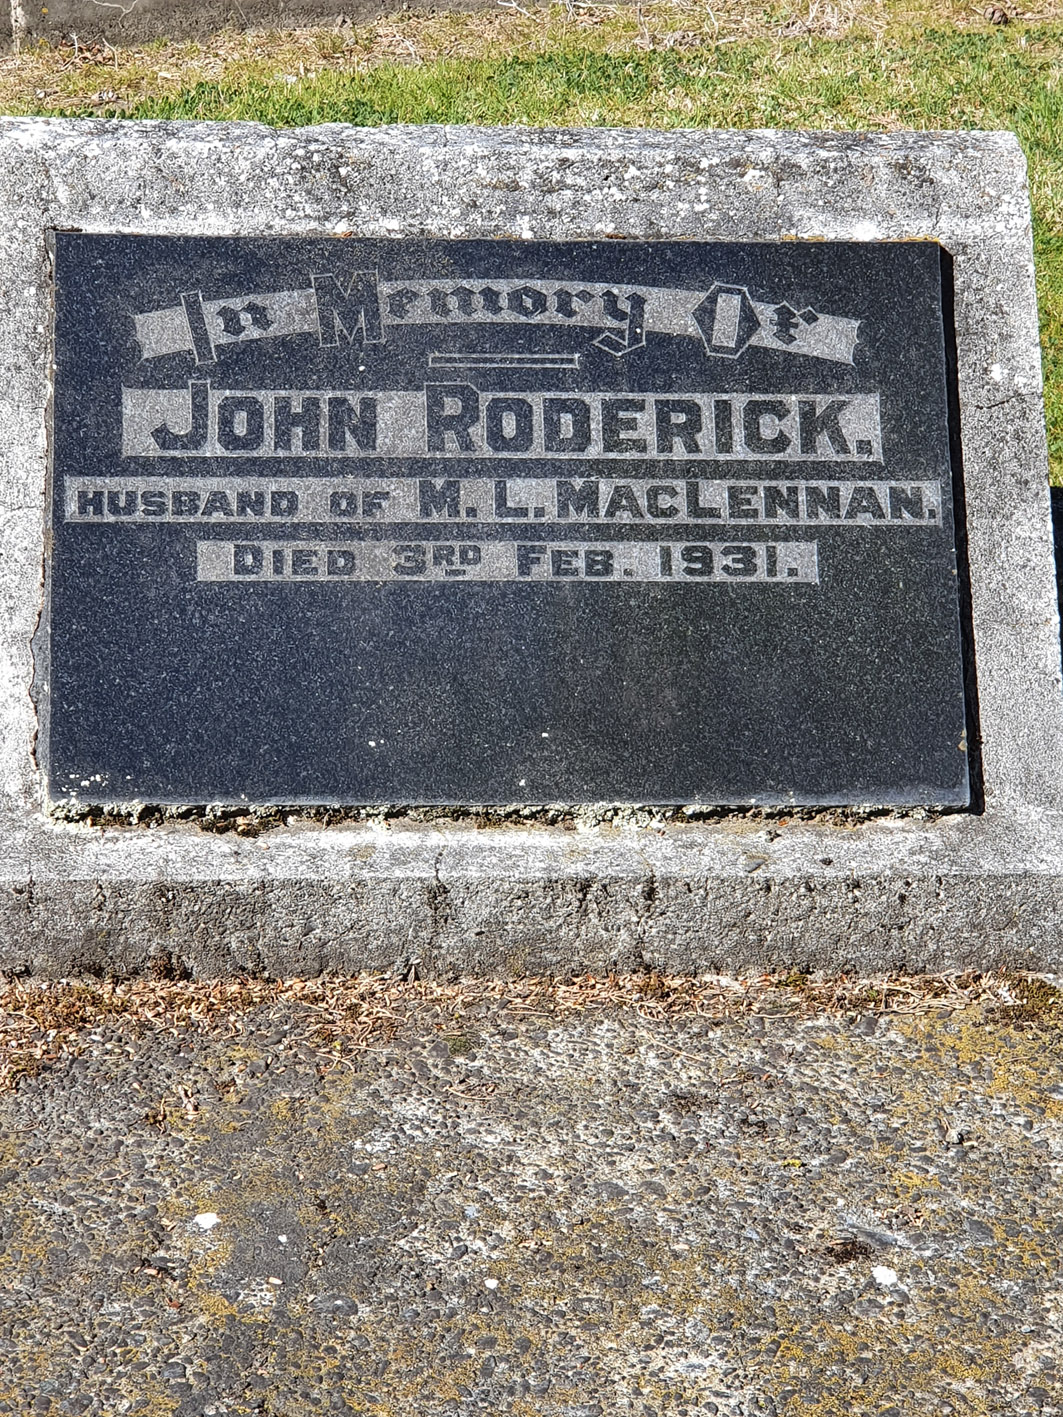 In Memory Of
JOHN RODERICK.
HUSBAND OF M. L. MACLENNAN.
DIED 3RD FEB. 1931.